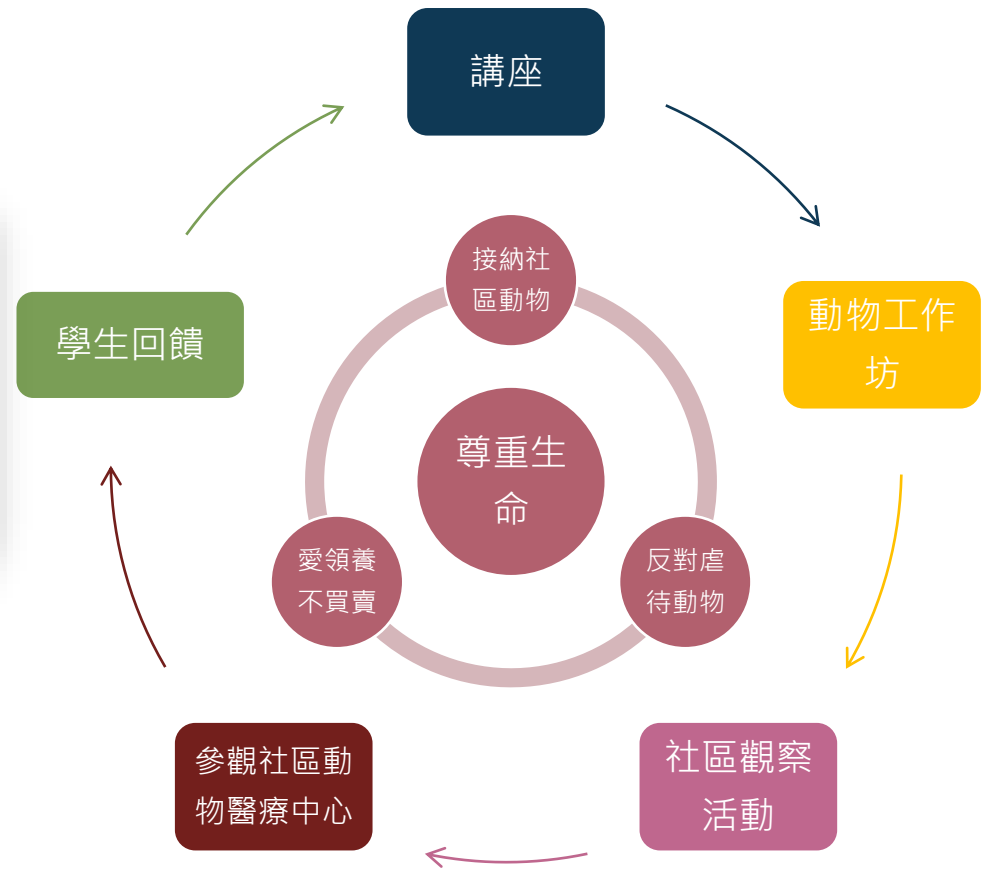 講座
接納社
區動物
學生回饋
動物工作
坊
尊重生
命
愛領養
不買賣
反對虐
待動物
參觀社區動
物醫療中心
社區觀察
活動